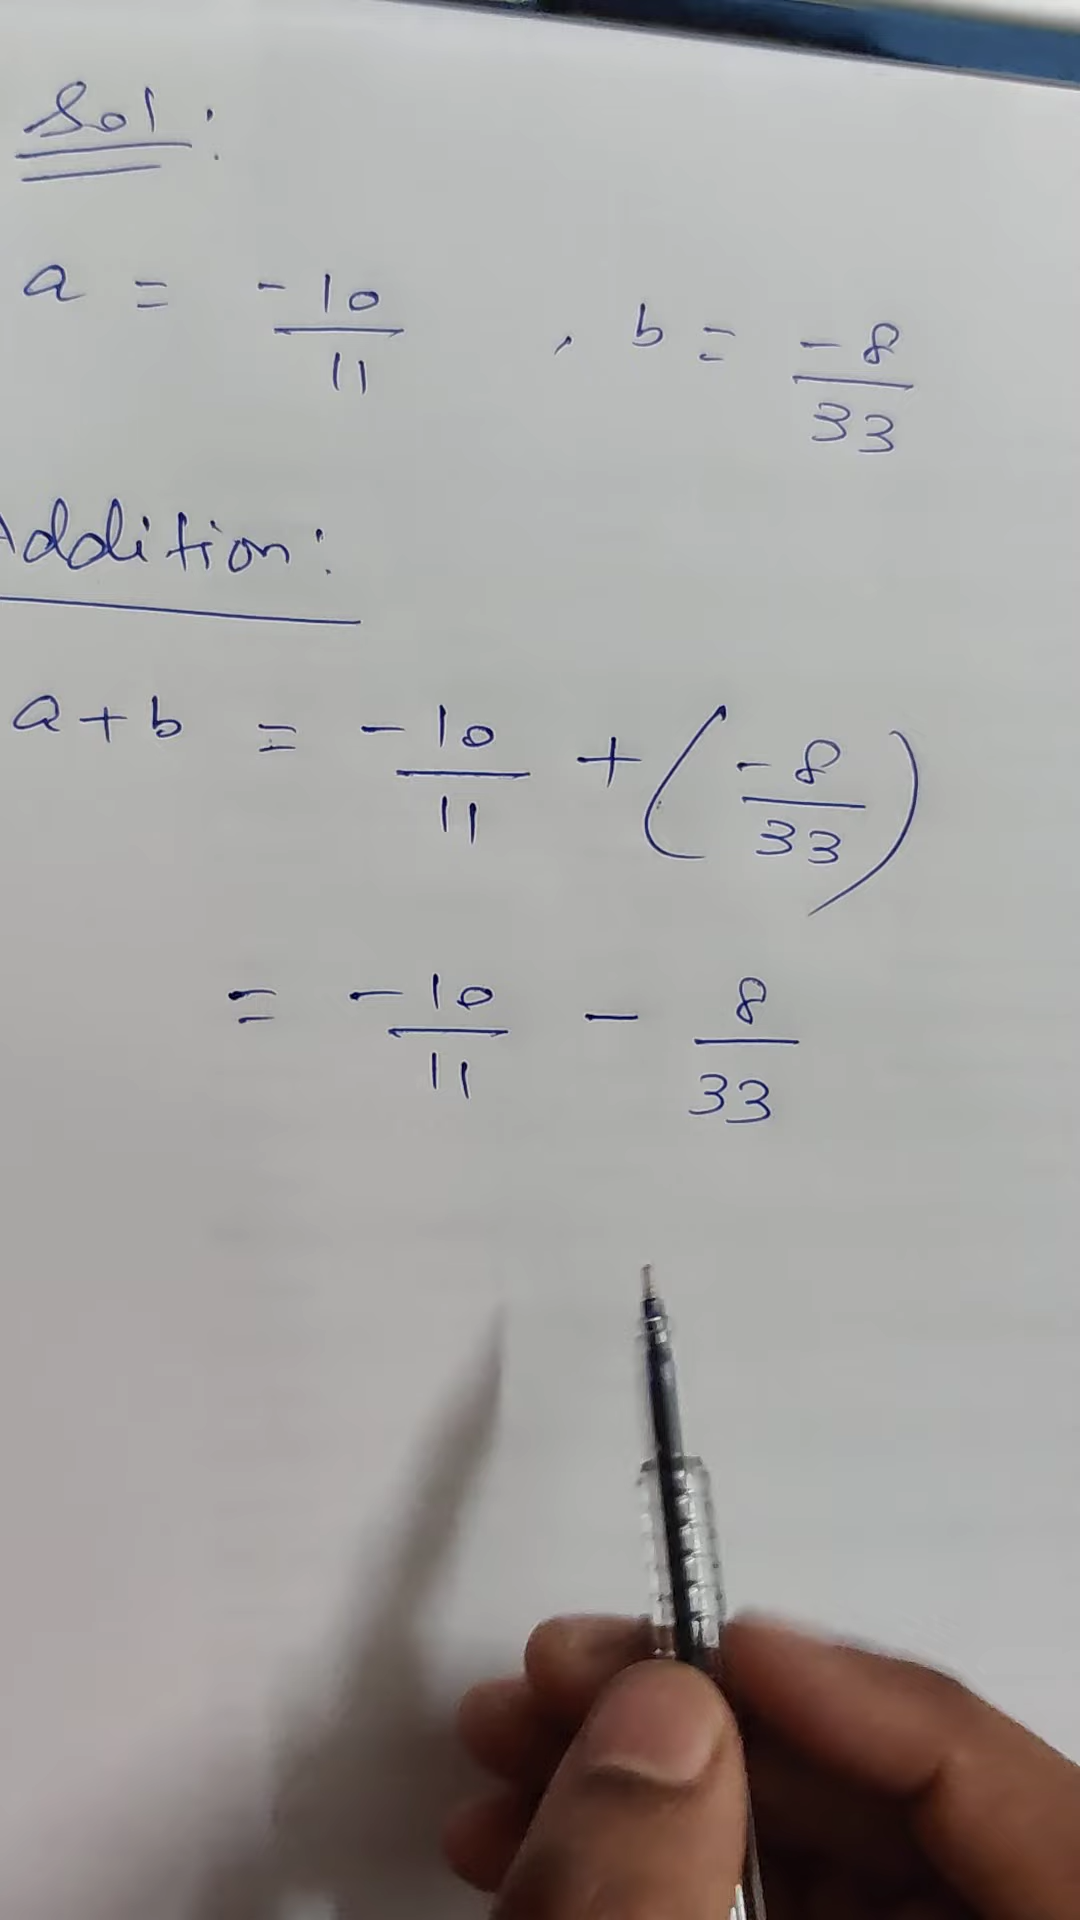 Sol:
a = -10/11 , b = -8/33
Addition:
a+b = -10/11 + (-8/33)
= -10/11 - 8/33